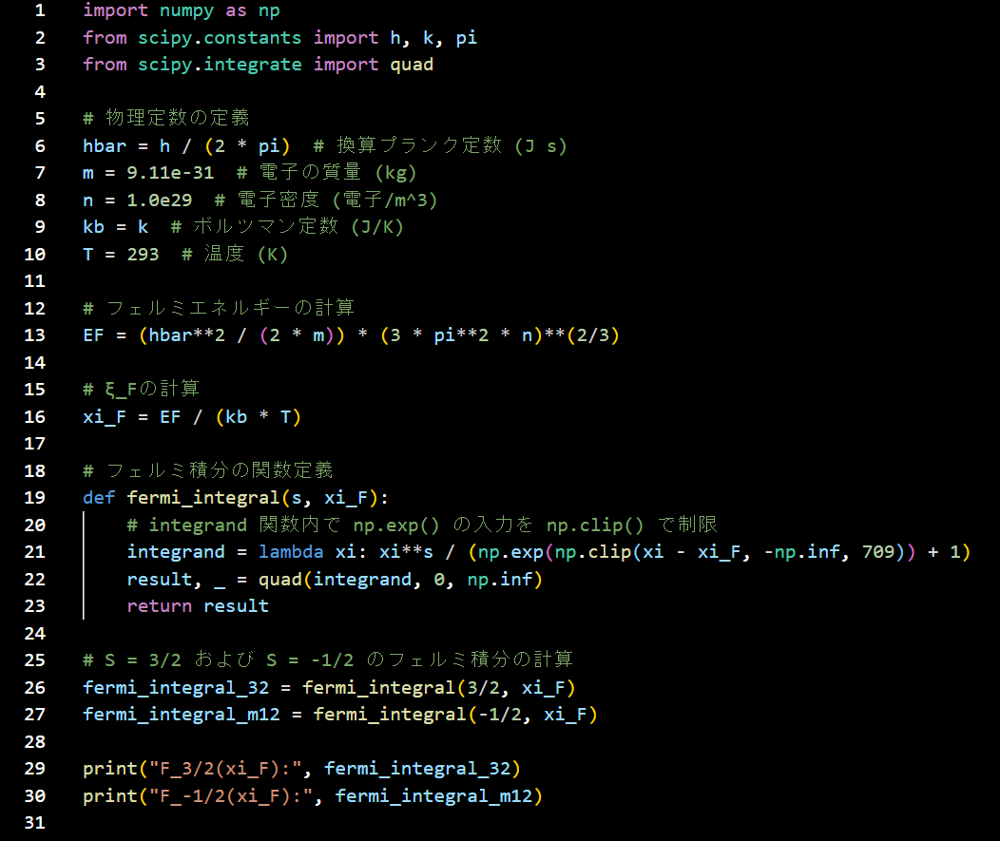 1 import numpy as np
2 from scipy.constants import h, k, pi
3 from scipy.integrate import quad
4
5 # 物理定数の定義
6 hbar = h / (2 * pi)  # 換算プランク定数 (J s)
7 m = 9.11e-31  # 電子の質量 (kg)
8 n = 1.0e29  # 電子密度 (電子/m^3)
9 kb = k  # ボルツマン定数 (J/K)
10 T = 293  # 温度 (K)
11
12 # フェルミエネルギーの計算
13 EF = (hbar**2 / (2 * m)) * (3 * pi**2 * n)**(2/3)
14
15 # ξ_Fの計算
16 xi_F = EF / (kb * T)
17
18 # フェルミ積分の関数定義
19 def fermi_integral(s, xi_F):
20     # integrand 関数内で np.exp() の入力を np.clip() で制限
21     integrand = lambda xi: xi**s / (np.exp(np.clip(xi - xi_F, -np.inf, 709)) + 1)
22     result, _ = quad(integrand, 0, np.inf)
23     return result
24
25 # S = 3/2 および S = -1/2 のフェルミ積分の計算
26 fermi_integral_32 = fermi_integral(3/2, xi_F)
27 fermi_integral_m12 = fermi_integral(-1/2, xi_F)
28
29 print("F_3/2(xi_F):", fermi_integral_32)
30 print("F_-1/2(xi_F):", fermi_integral_m12)
31